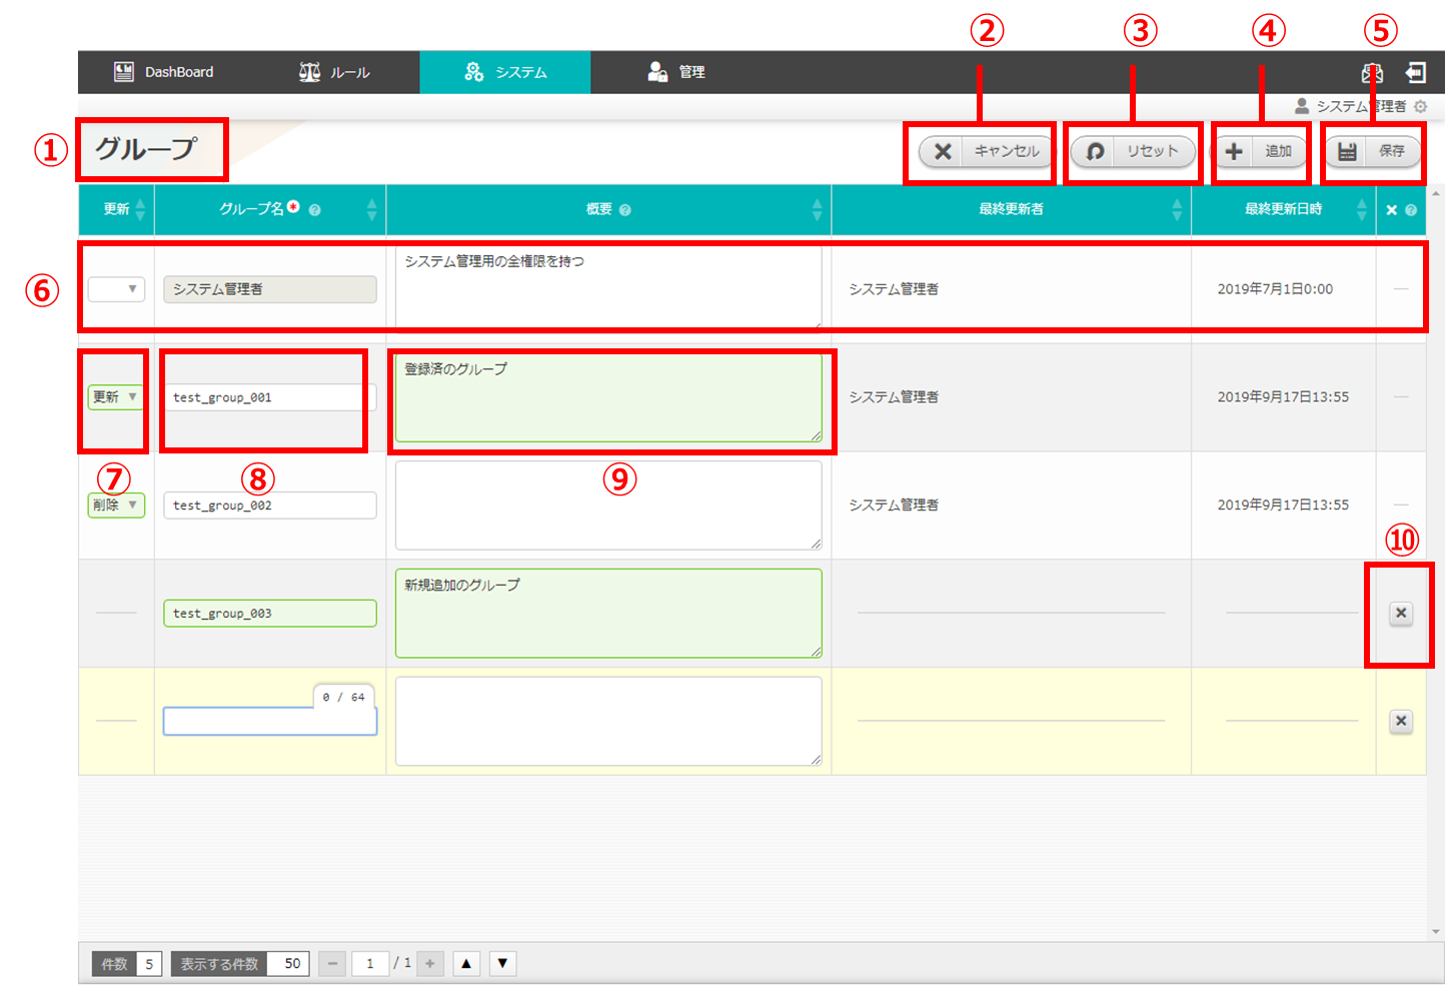 ② ③ ④ ⑤
DashBoard ルール システム 管理
システム管理者
① グループ キャンセル リセット 追加 保存
更新 グループ名 概要 最終更新者 最終更新日時 ×
⑥ システム管理者 システム管理用の全権限を持つ システム管理者 2019年7月1日0:00
更新 test_group_001 登録済のグループ システム管理者 2019年9月17日13:55
⑦ ⑧ ⑨
削除 test_group_002 システム管理者 2019年9月17日13:55
⑩
test_group_003 新規追加のグループ ×
0 / 64
×
件数 5 表示する件数 50 − 1 / 1 + ▲ ▼